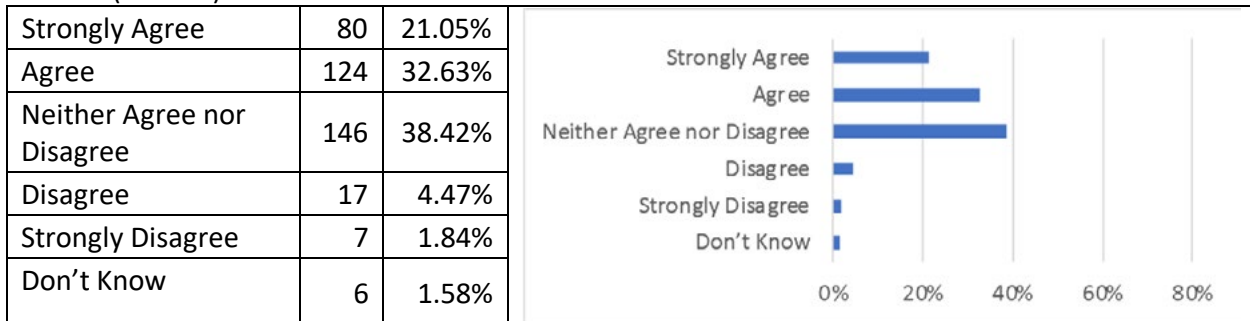 Strongly Agree 80 21.05%
Agree 124 32.63%
Neither Agree nor
Disagree 146 38.42%
Disagree 17 4.47%
Strongly Disagree 7 1.84%
Don’t Know 6 1.58%
Strongly Agree
Agree
Neither Agree nor Disagree
Disagree
Strongly Disagree
Don’t Know
0% 20% 40% 60% 80%